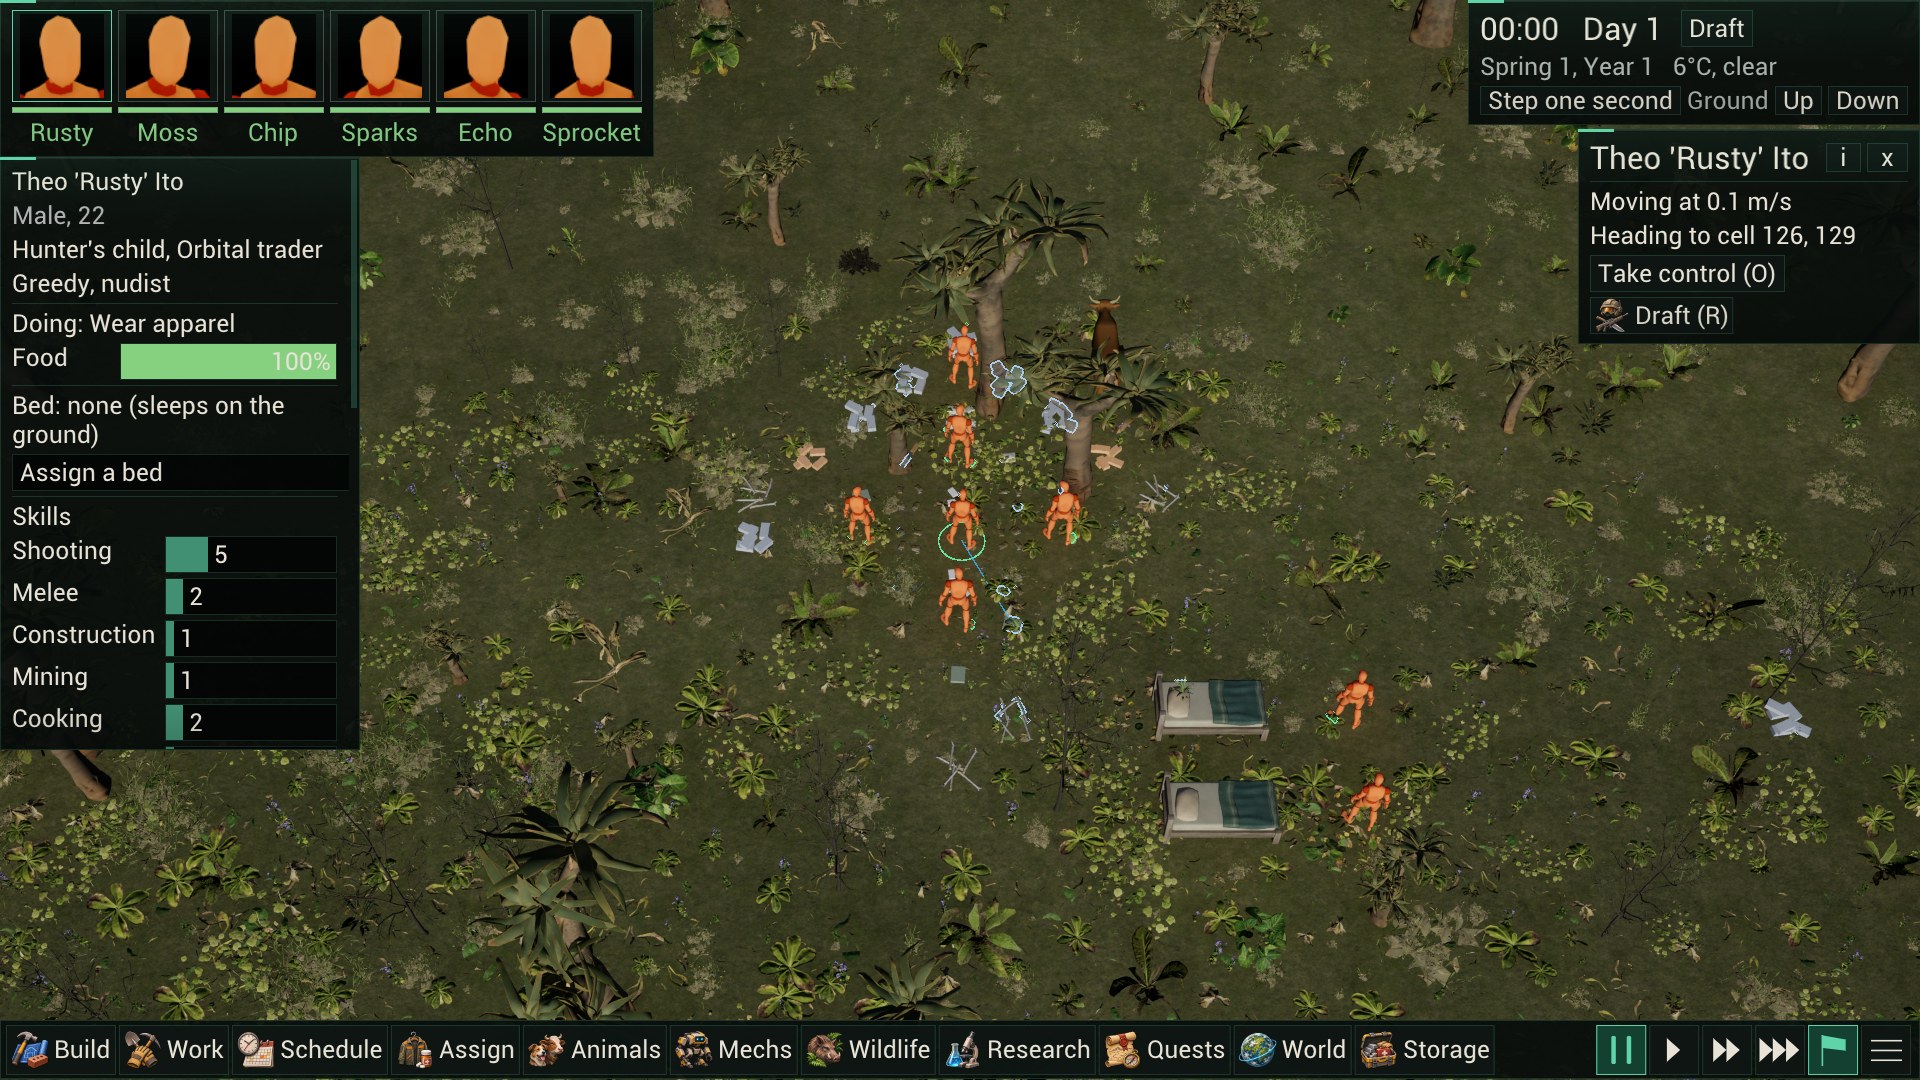 Rusty Moss Chip Sparks Echo Sprocket
Theo 'Rusty' Ito
Male, 22
Hunter's child, Orbital trader
Greedy, nudist
Doing: Wear apparel
Food 100%
Bed: none (sleeps on the
ground)
Assign a bed
Skills
Shooting 5
Melee 2
Construction 1
Mining 1
Cooking 2
00:00 Day 1 Draft
Spring 1, Year 1 6°C, clear
Step one second Ground Up Down
Theo 'Rusty' Ito i x
Moving at 0.1 m/s
Heading to cell 126, 129
Take control (O)
Draft (R)
Build Work Schedule Assign Animals Mechs Wildlife Research Quests World Storage